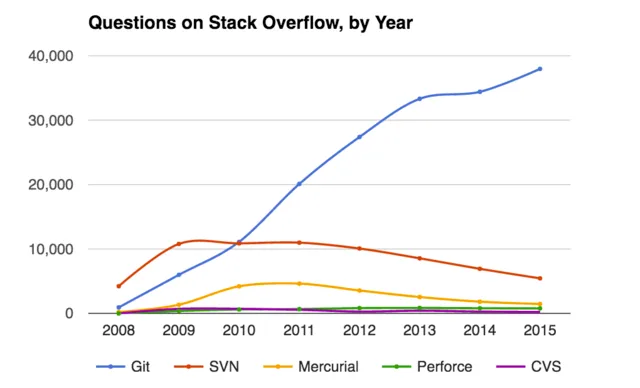 Questions on Stack Overflow, by Year
40,000
30,000
20,000
10,000
0
2008 2009 2010 2011 2012 2013 2014 2015
Git SVN Mercurial Perforce CVS